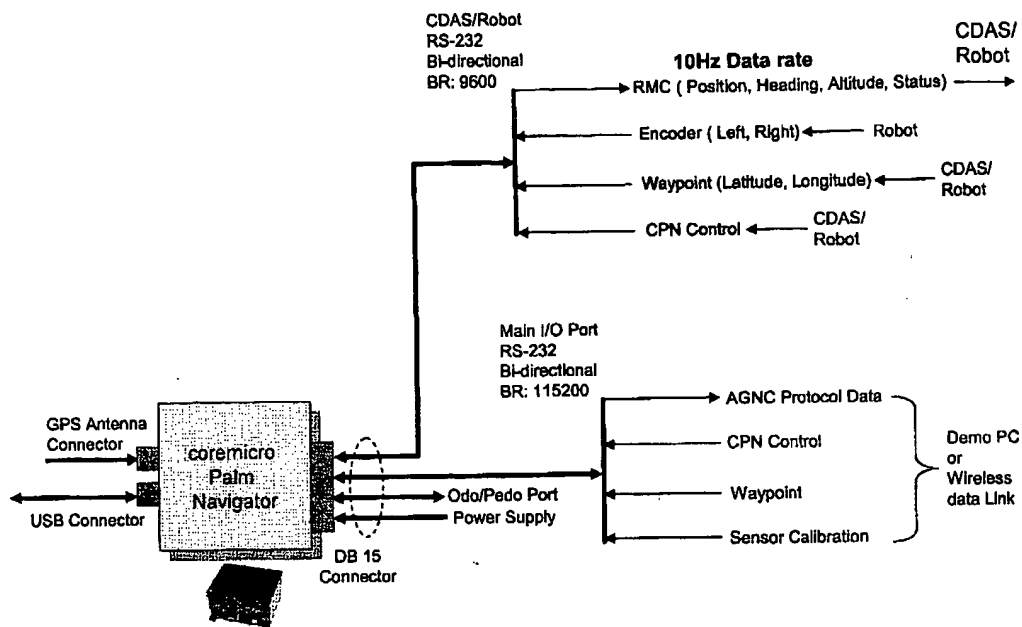 CDAS/Robot
RS-232
Bi-directional
BR: 9600
10Hz Data rate
CDAS/
Robot
RMC ( Position, Heading, Altitude, Status)
Encoder ( Left, Right)
Robot
Waypoint (Latitude, Longitude)
CDAS/
Robot
CPN Control
CDAS/
Robot
Main I/O Port
RS-232
Bi-directional
BR: 115200
AGNC Protocol Data
CPN Control
Waypoint
Sensor Calibration
Demo PC
or
Wireless
data Link
GPS Antenna
Connector
USB Connector
coremicro
Palm
Navigator
Odo/Pedo Port
Power Supply
DB 15
Connector